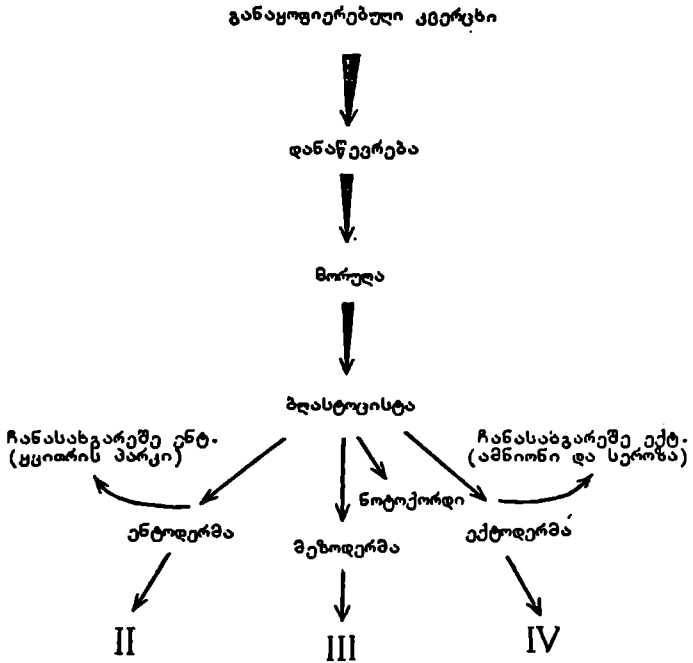 განაყოფიერებული კვერცხი
დანაწევრება
მორულა
ბლასტოცისტა
ჩანასახგარეშე ენტ.
(ყვითრის პარკი)
ჩანასახგარეშე ექტ.
(ამნიონი და სეროზა)
ნოტოქორდი
ენტოდერმა
მეზოდერმა
ექტოდერმა
II
III
IV